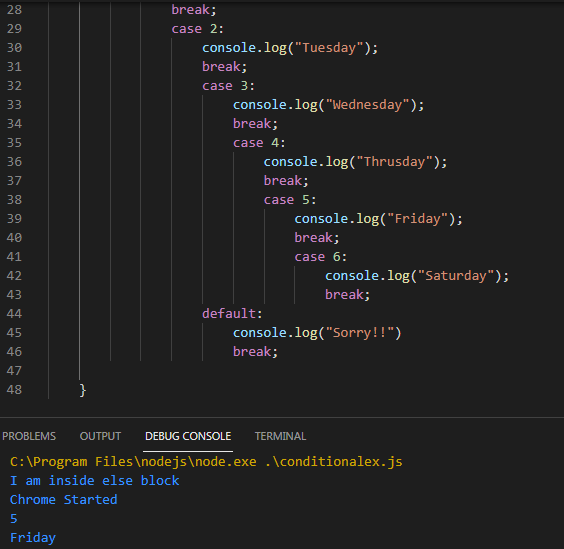 28 break;
29 case 2:
30 console.log("Tuesday");
31 break;
32 case 3:
33 console.log("Wednesday");
34 break;
35 case 4:
36 console.log("Thrusday");
37 break;
38 case 5:
39 console.log("Friday");
40 break;
41 case 6:
42 console.log("Saturday");
43 break;
44 default:
45 console.log("Sorry!!")
46 break;
47
48 }
PROBLEMS OUTPUT DEBUG CONSOLE TERMINAL
C:\Program Files\nodejs\node.exe .\conditionalex.js
I am inside else block
Chrome Started
5
Friday